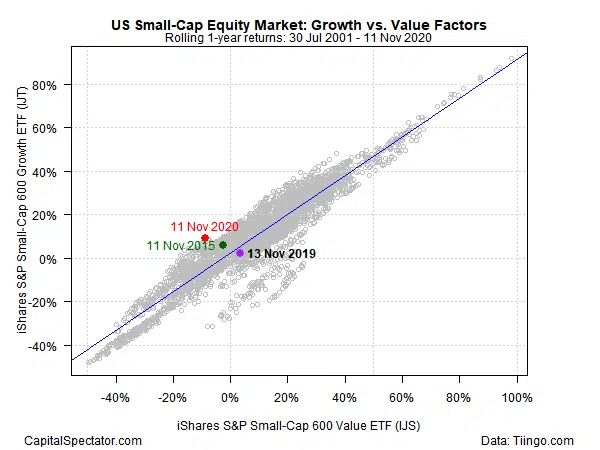 US Small-Cap Equity Market: Growth vs. Value Factors
Rolling 1-year returns: 30 Jul 2001 - 11 Nov 2020
iShares S&P Small-Cap 600 Growth ETF (IJT)
80%
60%
40%
20%
0%
-20%
-40%
11 Nov 2020
11 Nov 2015
13 Nov 2019
-40% -20% 0% 20% 40% 60% 80% 100%
iShares S&P Small-Cap 600 Value ETF (IJS)
CapitalSpectator.com Data: Tiingo.com